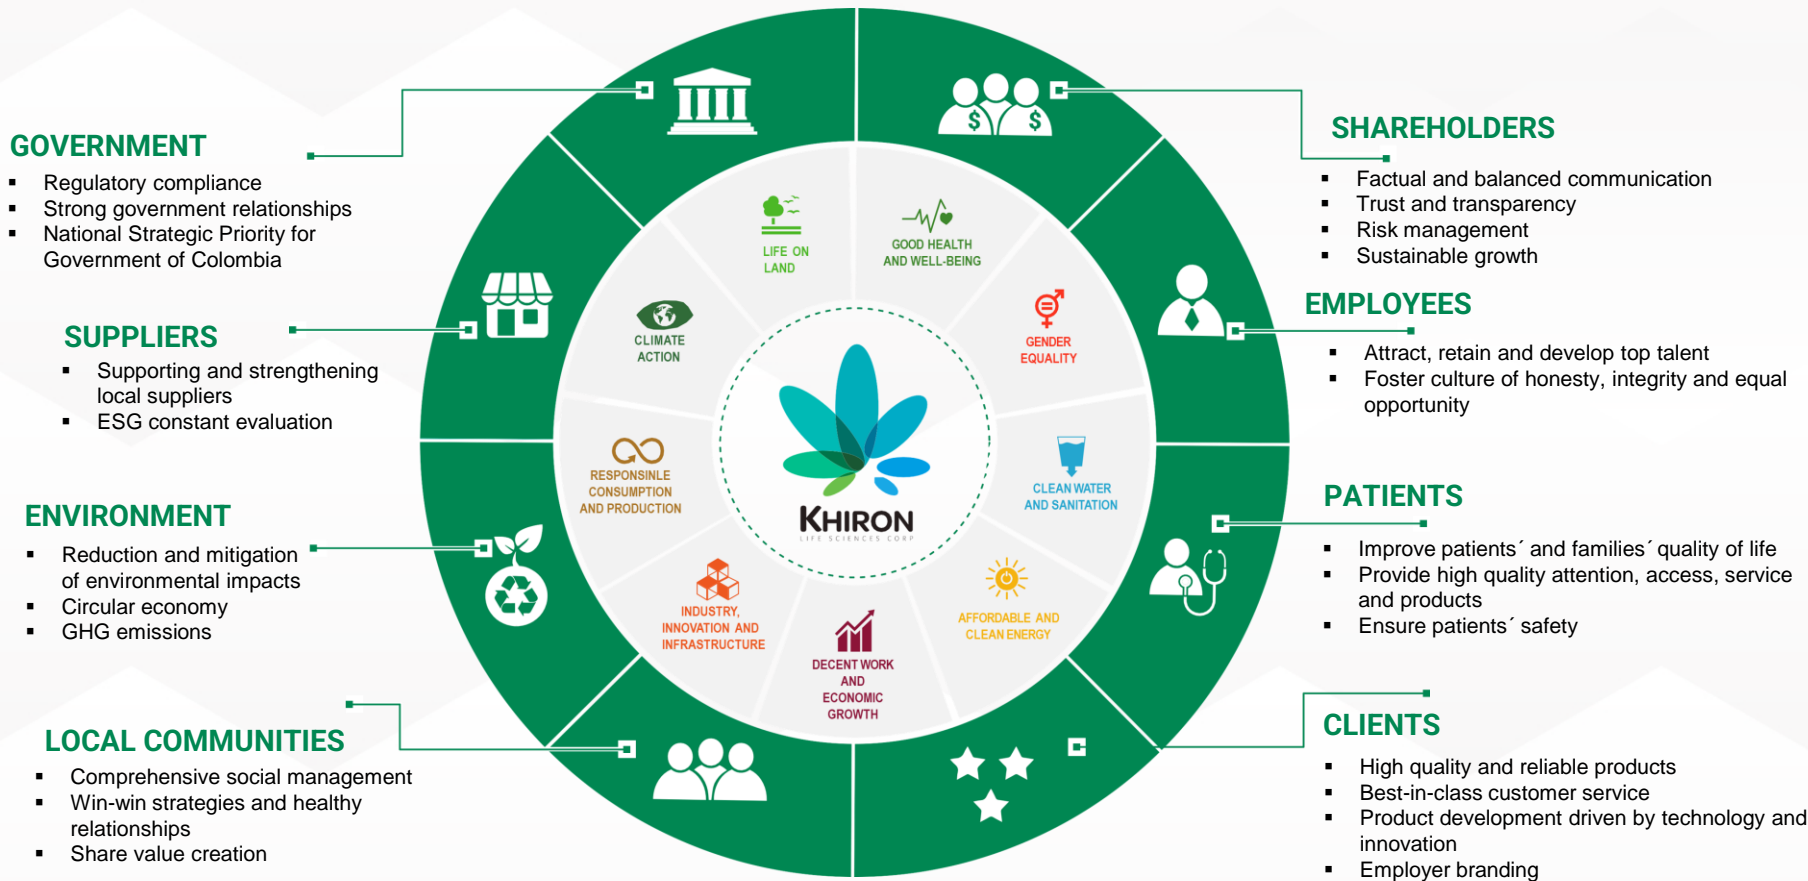 GOVERNMENT
▪ Regulatory compliance
▪ Strong government relationships
▪ National Strategic Priority for
Government of Colombia
SUPPLIERS
▪ Supporting and strengthening
local suppliers
▪ ESG constant evaluation
ENVIRONMENT
▪ Reduction and mitigation
of environmental impacts
▪ Circular economy
▪ GHG emissions
LOCAL COMMUNITIES
▪ Comprehensive social management
▪ Win-win strategies and healthy
relationships
▪ Share value creation
LIFE ON
LAND
GOOD HEALTH
AND WELL-BEING
CLIMATE
ACTION
GENDER
EQUALITY
RESPONSINLE
CONSUMPTION
AND PRODUCTION
CLEAN WATER
AND SANITATION
KHIRON
LIFE SCIENCES CORP
INDUSTRY,
INNOVATION AND
INFRASTRUCTURE
DECENT WORK
AND
ECONOMIC
GROWTH
AFFORDABLE AND
CLEAN ENERGY
$ $
SHAREHOLDERS
▪ Factual and balanced communication
▪ Trust and transparency
▪ Risk management
▪ Sustainable growth
EMPLOYEES
▪ Attract, retain and develop top talent
▪ Foster culture of honesty, integrity and equal
opportunity
PATIENTS
▪ Improve patients´ and families´ quality of life
▪ Provide high quality attention, access, service
and products
▪ Ensure patients´ safety
CLIENTS
▪ High quality and reliable products
▪ Best-in-class customer service
▪ Product development driven by technology and
innovation
▪ Employer branding